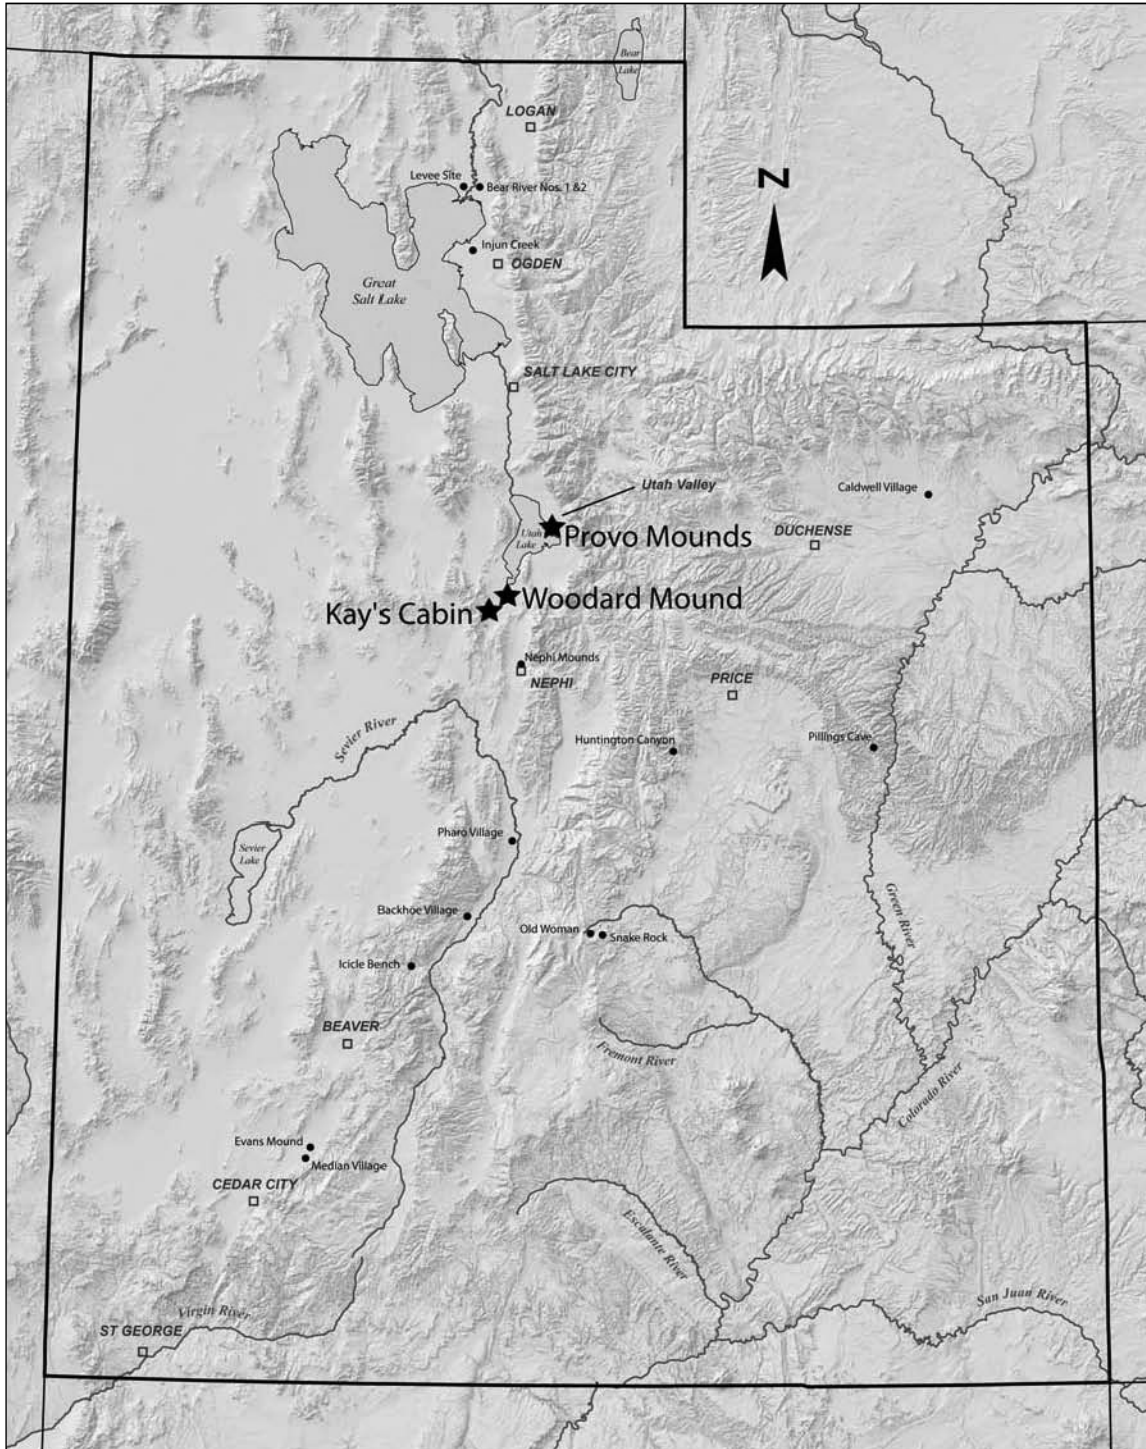 Bear
Lake
LOGAN
Levee Site
Bear River Nos. 1 &2
N
Injun Creek
OGDEN
Great
Salt Lake
SALT LAKE CITY
Utah Valley
Caldwell Village
Utah
Lake
Provo Mounds
DUCHENSE
Woodard Mound
Kay's Cabin
Nephi Mounds
NEPHI
PRICE
Sevier River
Huntington Canyon
Pillings Cave
Pharo Village
Sevier
Lake
Green River
Backhoe Village
Old Woman
Snake Rock
Icicle Bench
BEAVER
Fremont River
Colorado River
Evans Mound
Median Village
CEDAR CITY
Escalante River
San Juan River
Virgin River
ST GEORGE